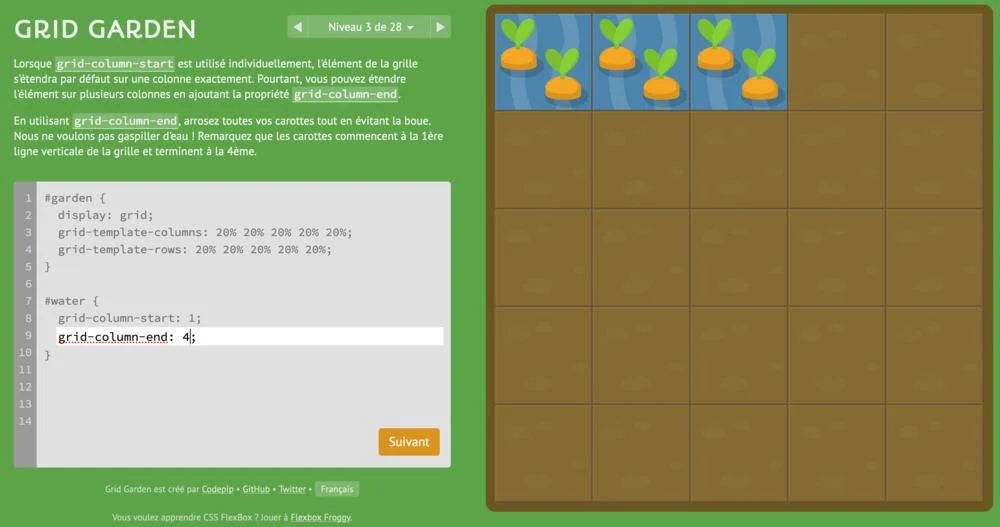 GRID GARDEN
Niveau 3 de 28
Lorsque grid-column-start est utilisé individuellement, l'élément de la grille
s'étendra par défaut sur une colonne exactement. Pourtant, vous pouvez étendre
l'élément sur plusieurs colonnes en ajoutant la propriété grid-column-end.
En utilisant grid-column-end, arrosez toutes vos carottes tout en évitant la boue.
Nous ne voulons pas gaspiller d'eau ! Remarquez que les carottes commencent à la 1ère
ligne verticale de la grille et terminent à la 4ème.
1 #garden {
2 display: grid;
3 grid-template-columns: 20% 20% 20% 20% 20%;
4 grid-template-rows: 20% 20% 20% 20% 20%;
5 }
6
7 #water {
8 grid-column-start: 1;
9 grid-column-end: 4;
10 }
11
12
13
14
Suivant
Grid Garden est créé par Codepip • GitHub • Twitter • Français
Vous voulez apprendre CSS FlexBox ? Jouer à Flexbox Froggy.